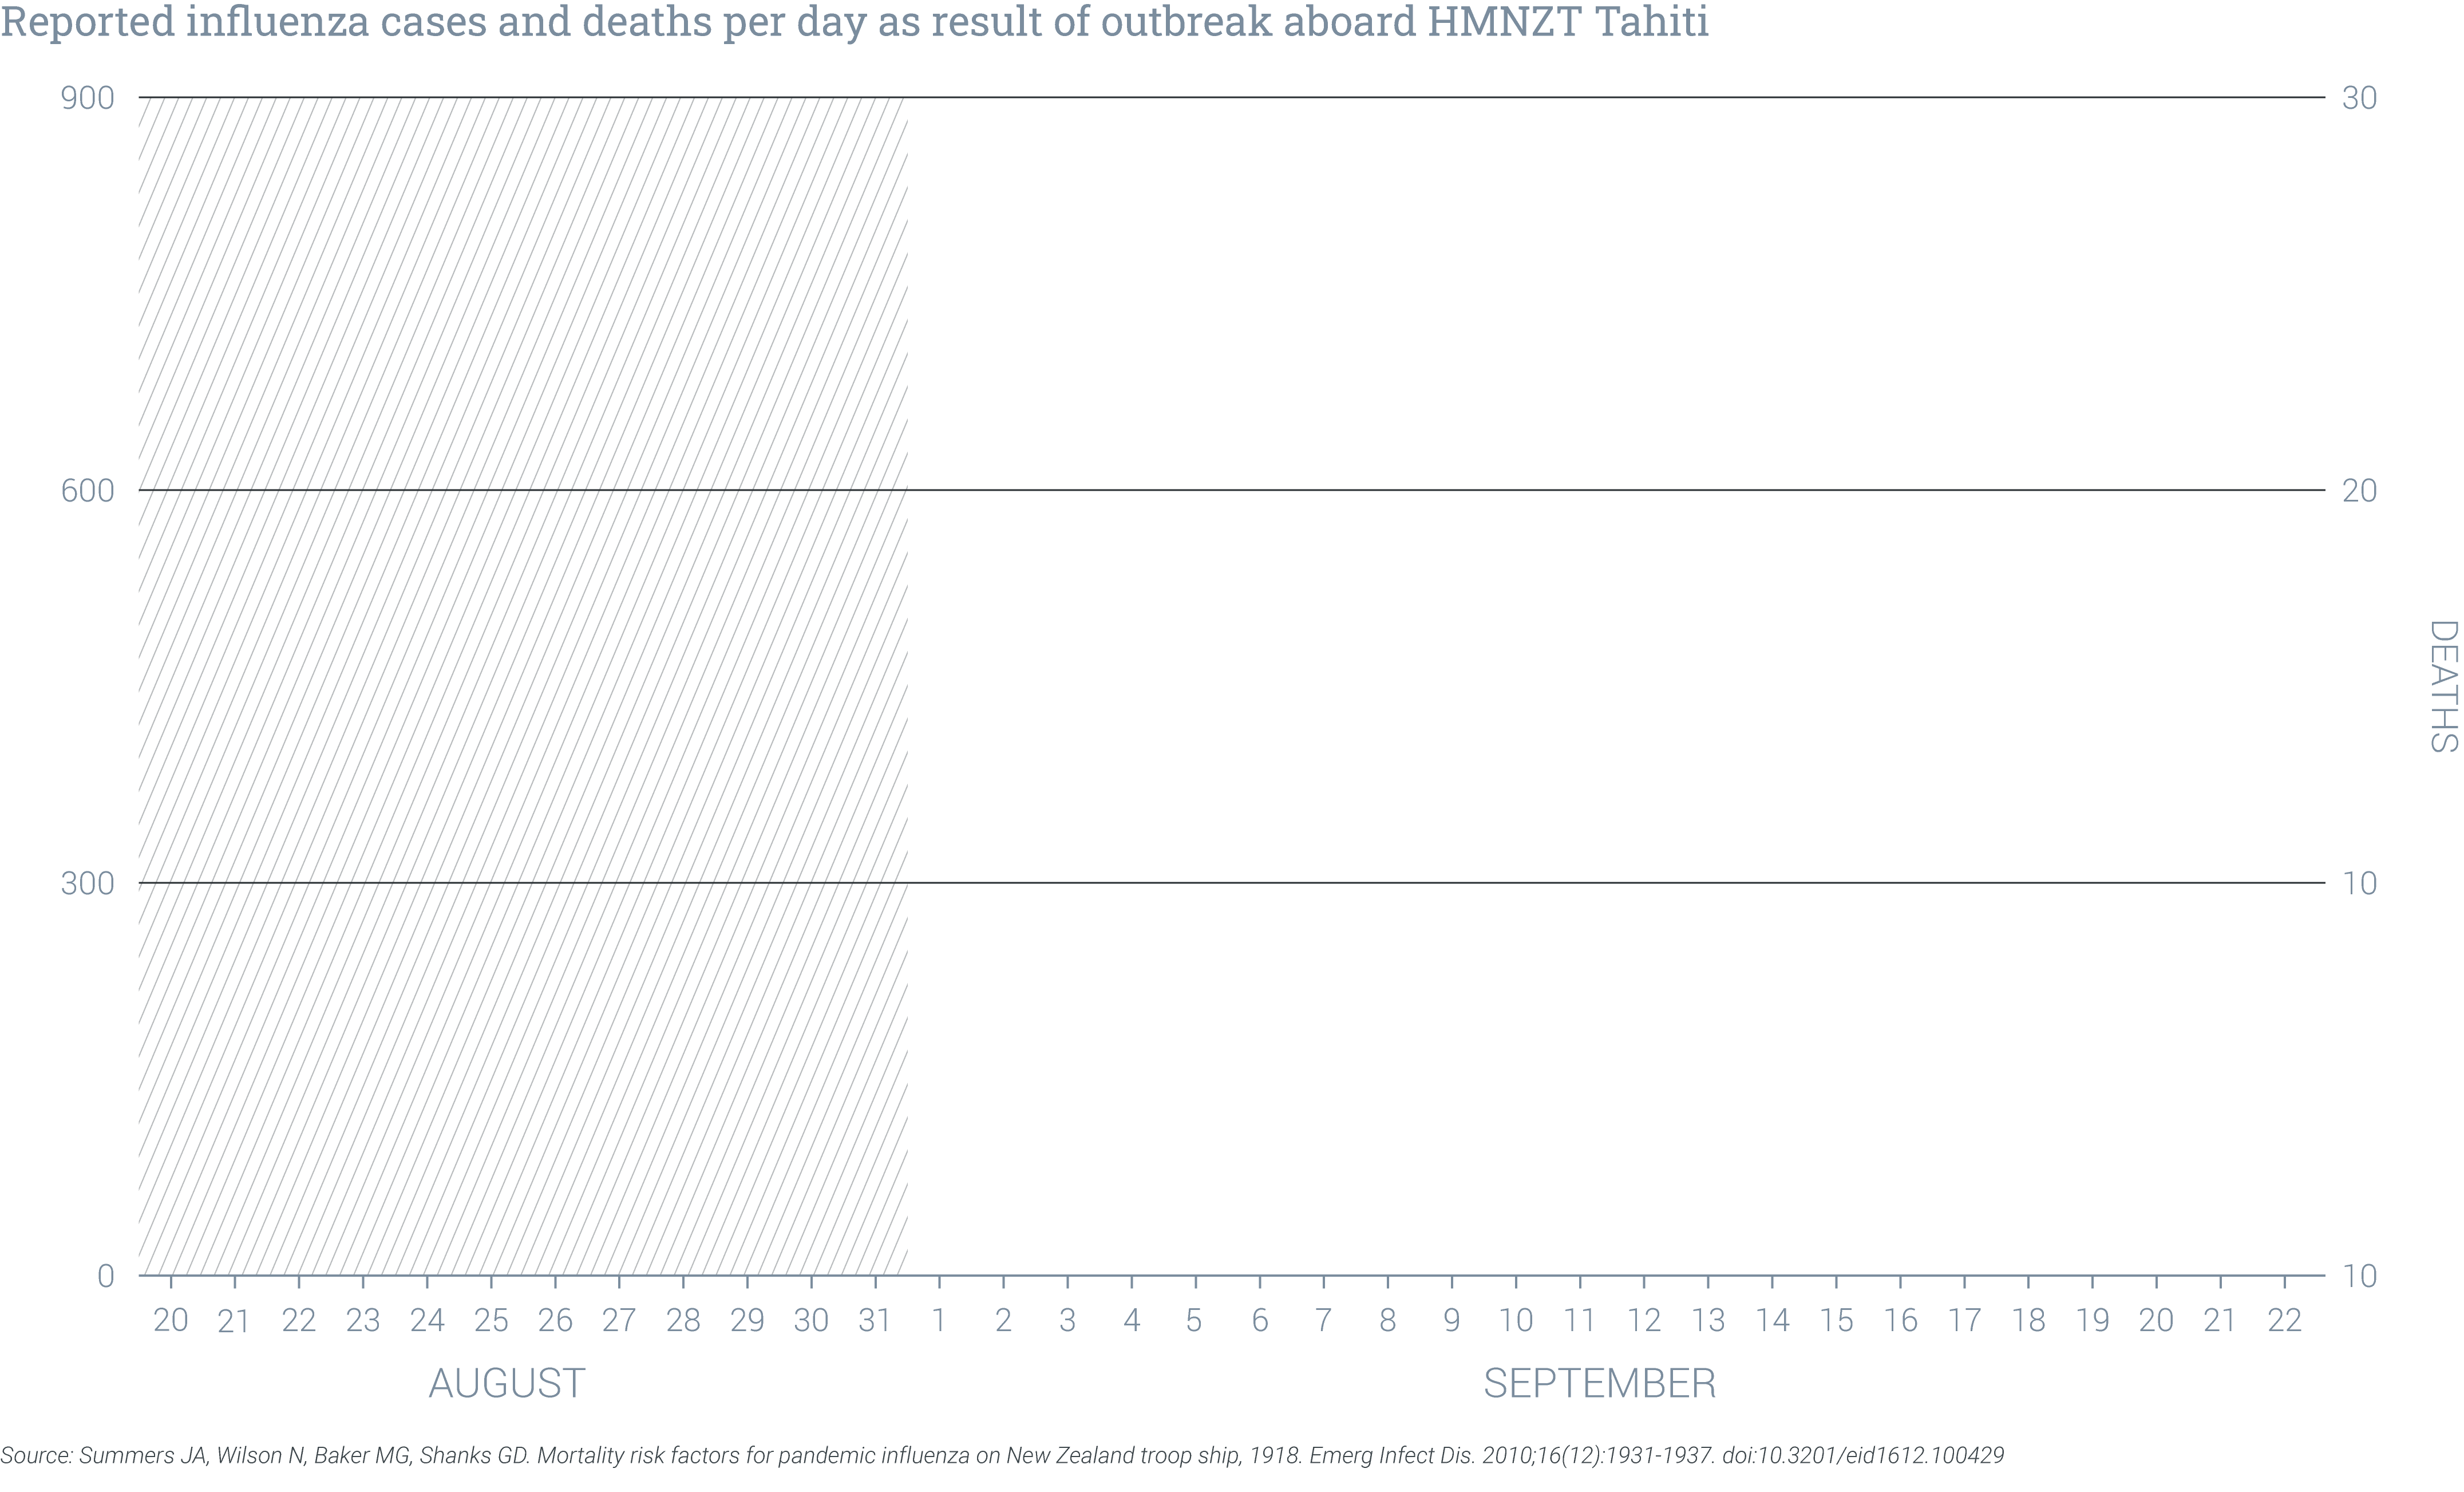 Reported influenza cases and deaths per day as result of outbreak aboard HMNZT Tahiti
900 30
600 20
DEATHS
300 10
0 10
20 21 22 23 24 25 26 27 28 29 30 31 1 2 3 4 5 6 7 8 9 10 11 12 13 14 15 16 17 18 19 20 21 22
AUGUST SEPTEMBER
Source: Summers JA, Wilson N, Baker MG, Shanks GD. Mortality risk factors for pandemic influenza on New Zealand troop ship, 1918. Emerg Infect Dis. 2010;16(12):1931-1937. doi:10.3201/eid1612.100429